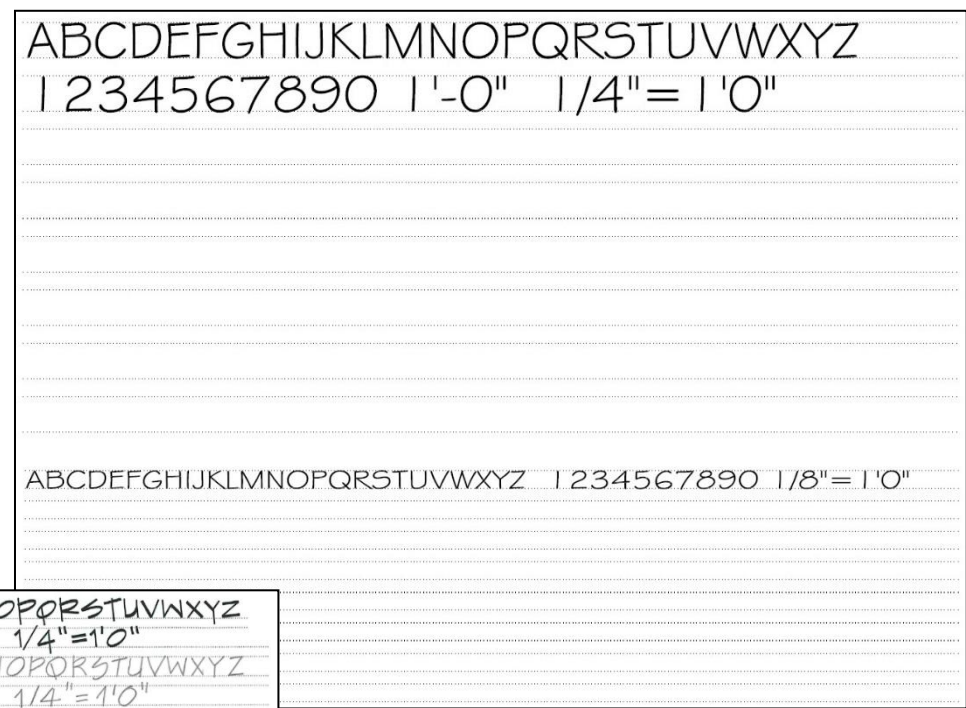 ABCDEFGHIJKLMNOPQRSTUVWXYZ
1234567890 1'-0" 1/4"= 1'0"
ABCDEFGHIJKLMNOPQRSTUVWXYZ 1234567890 1/8"= 1'0"
OPQRSTUVWXYZ
1/4"=1'0"
OPQRSTUVWXYZ
1/4"= 1'0"